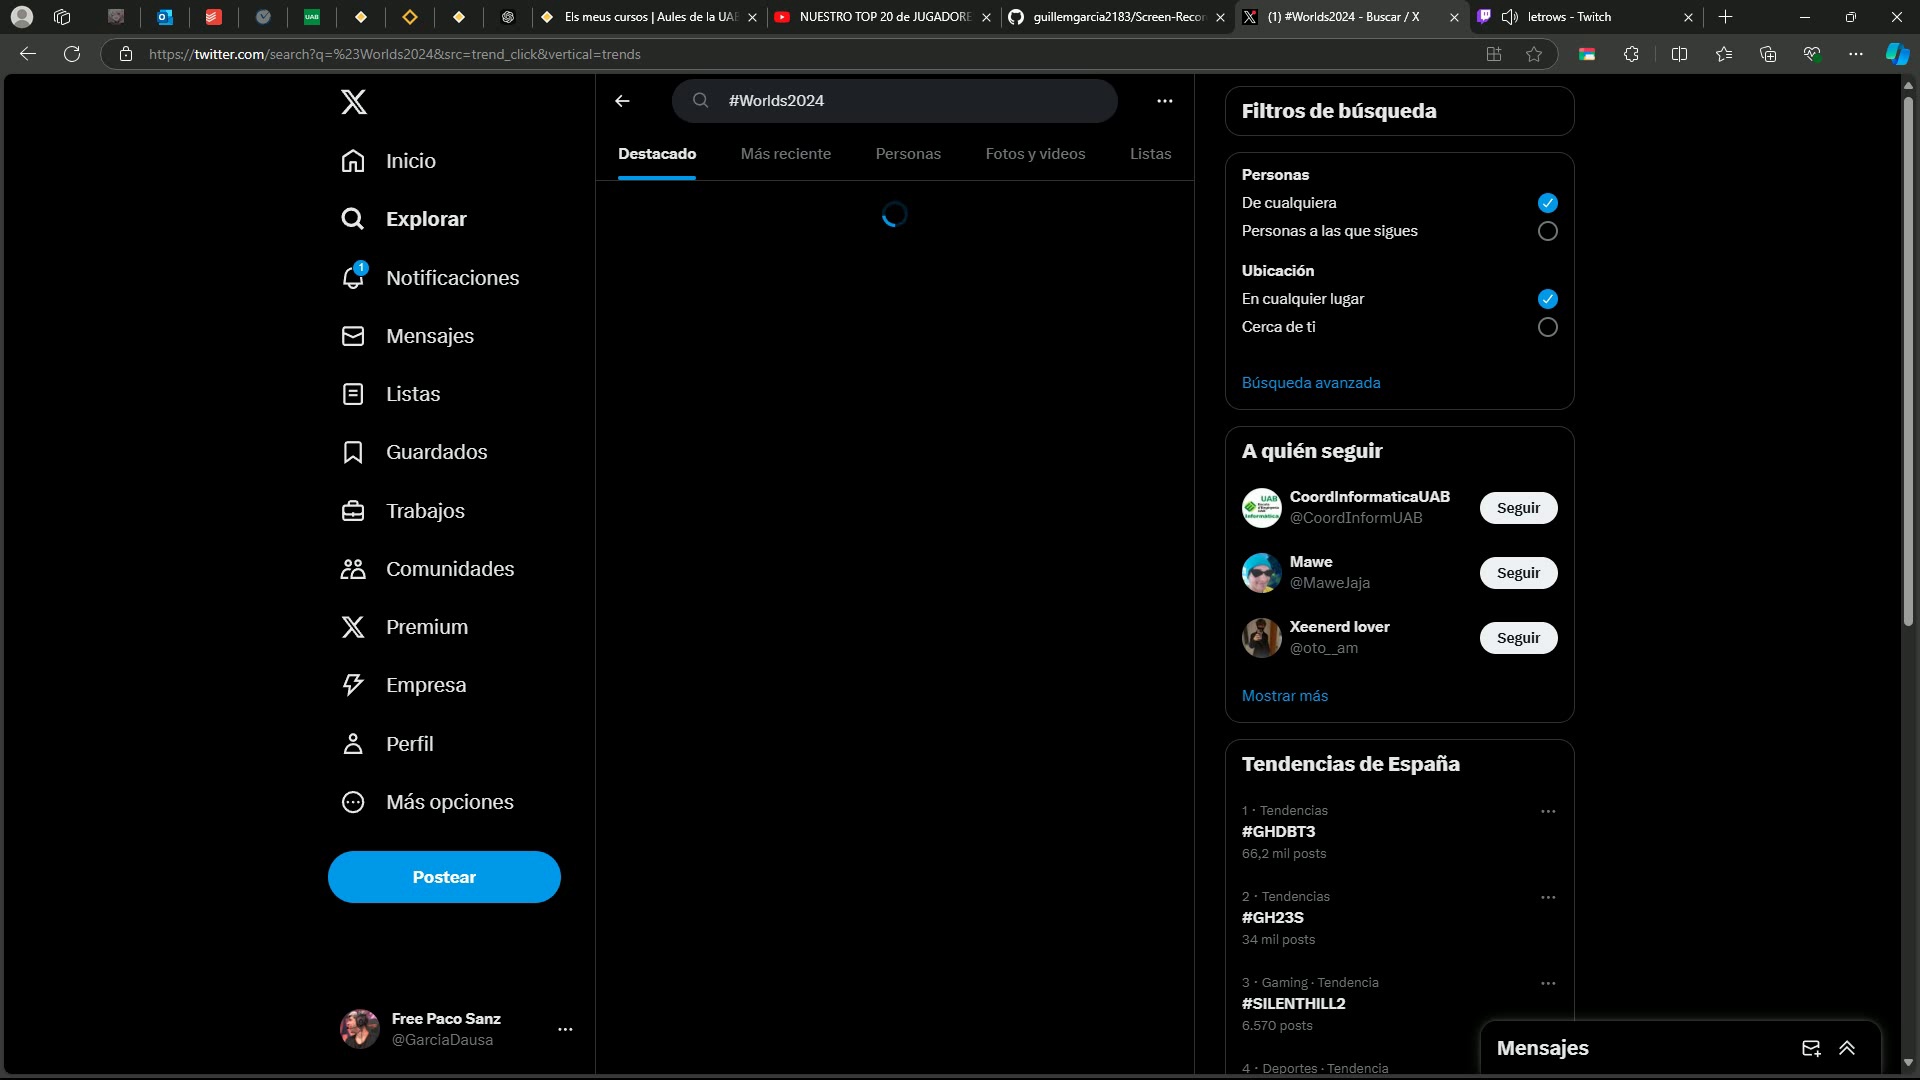 UAB
Els meus cursos | Aules de la UAB
NUESTRO TOP 20 de JUGADORE
guillemgarcia2183/Screen-Recor
(1) #Worlds2024 - Buscar / X
letrows - Twitch
https://twitter.com/search?q=%23Worlds2024&src=trend_click&vertical=trends
Inicio
Explorar
1
Notificaciones
Mensajes
Listas
Guardados
Trabajos
Comunidades
Premium
Empresa
Perfil
Más opciones
Postear
Free Paco Sanz
@GarciaDausa
#Worlds2024
Destacado
Más reciente
Personas
Fotos y videos
Listas
Filtros de búsqueda
Personas
De cualquiera
Personas a las que sigues
Ubicación
En cualquier lugar
Cerca de ti
Búsqueda avanzada
A quién seguir
UAB
Informàtica
CoordInformaticaUAB
@CoordInformUAB
Seguir
Mawe
@MaweJaja
Seguir
Xeenerd lover
@oto__am
Seguir
Mostrar más
Tendencias de España
1 · Tendencias
#GHDBT3
66,2 mil posts
2 · Tendencias
#GH23S
34 mil posts
3 · Gaming · Tendencia
#SILENTHILL2
6.570 posts
4 · Deportes · Tendencia
Mensajes